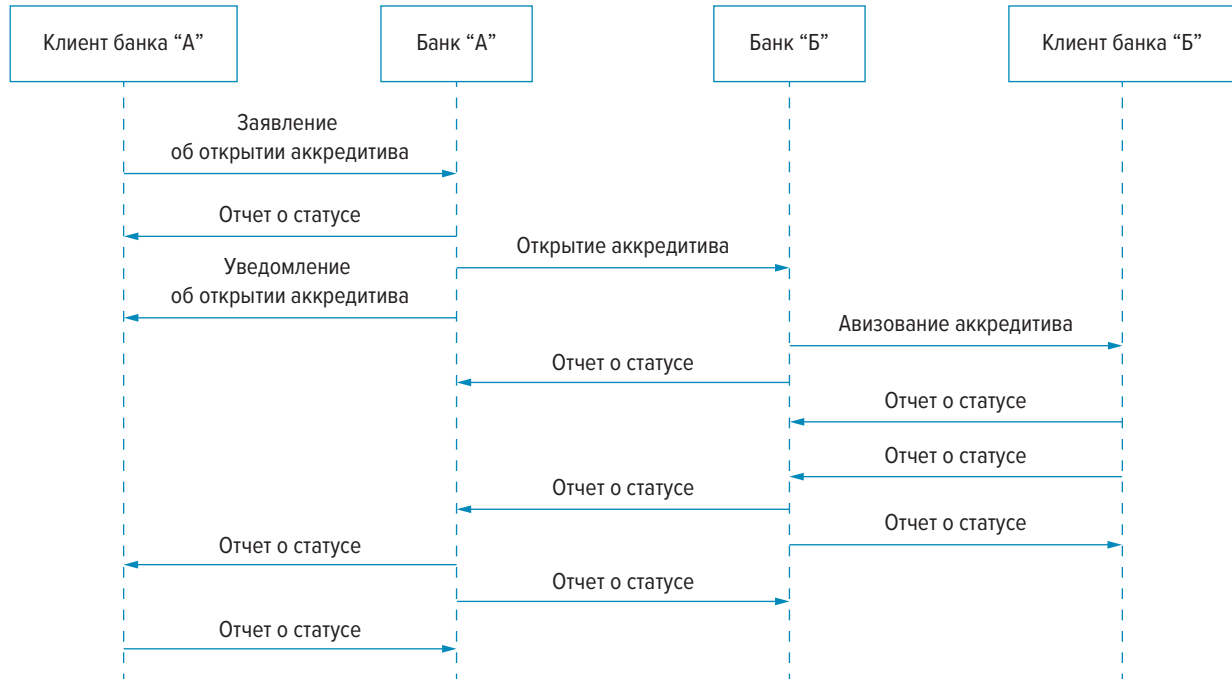 Клиент банка “А”
Банк “А”
Банк “Б”
Клиент банка “Б”
Заявление
об открытии аккредитива
Отчет о статусе
Открытие аккредитива
Уведомление
об открытии аккредитива
Авизование аккредитива
Отчет о статусе
Отчет о статусе
Отчет о статусе
Отчет о статусе
Отчет о статусе
Отчет о статусе
Отчет о статусе
Отчет о статусе